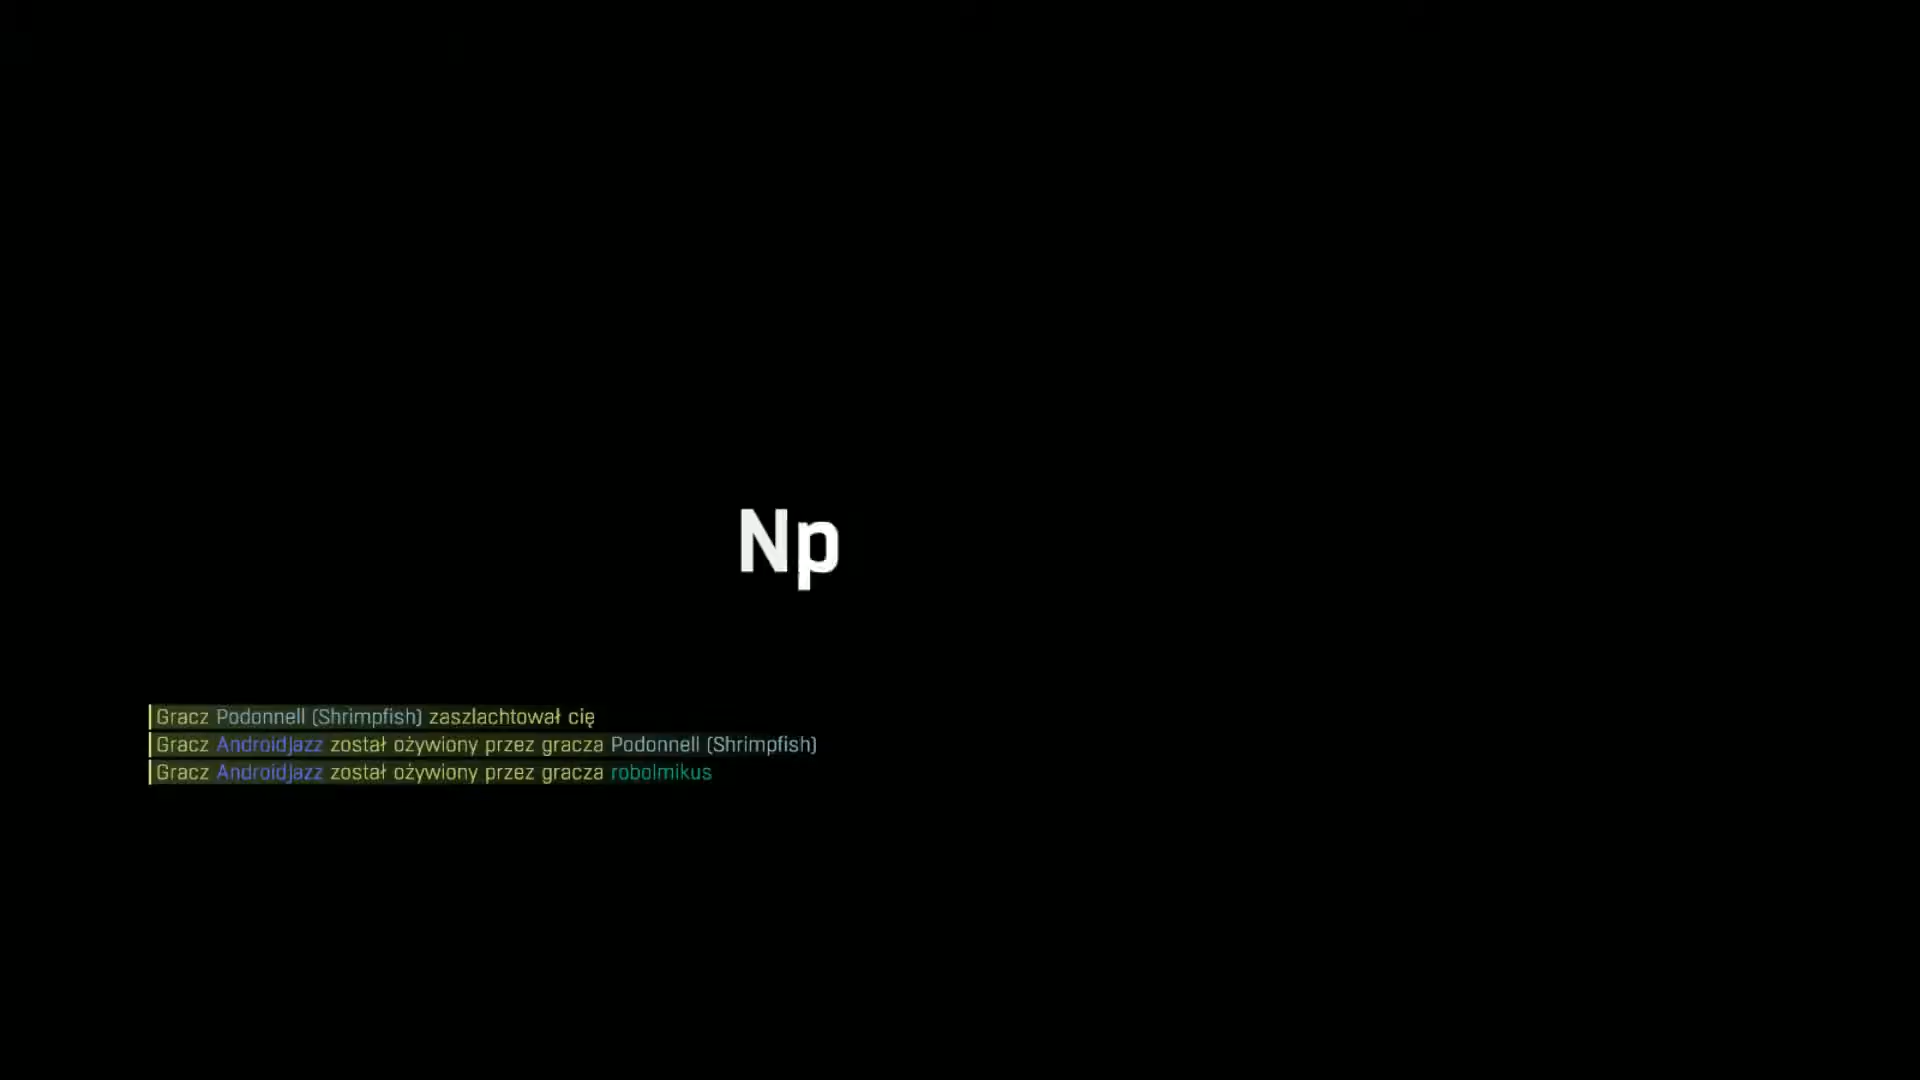 Np
Gracz Podonnell (Shrimpfish) zaszlachtował cię
Gracz AndroidJazz został ożywiony przez gracza Podonnell (Shrimpfish)
Gracz AndroidJazz został ożywiony przez gracza robolmikus